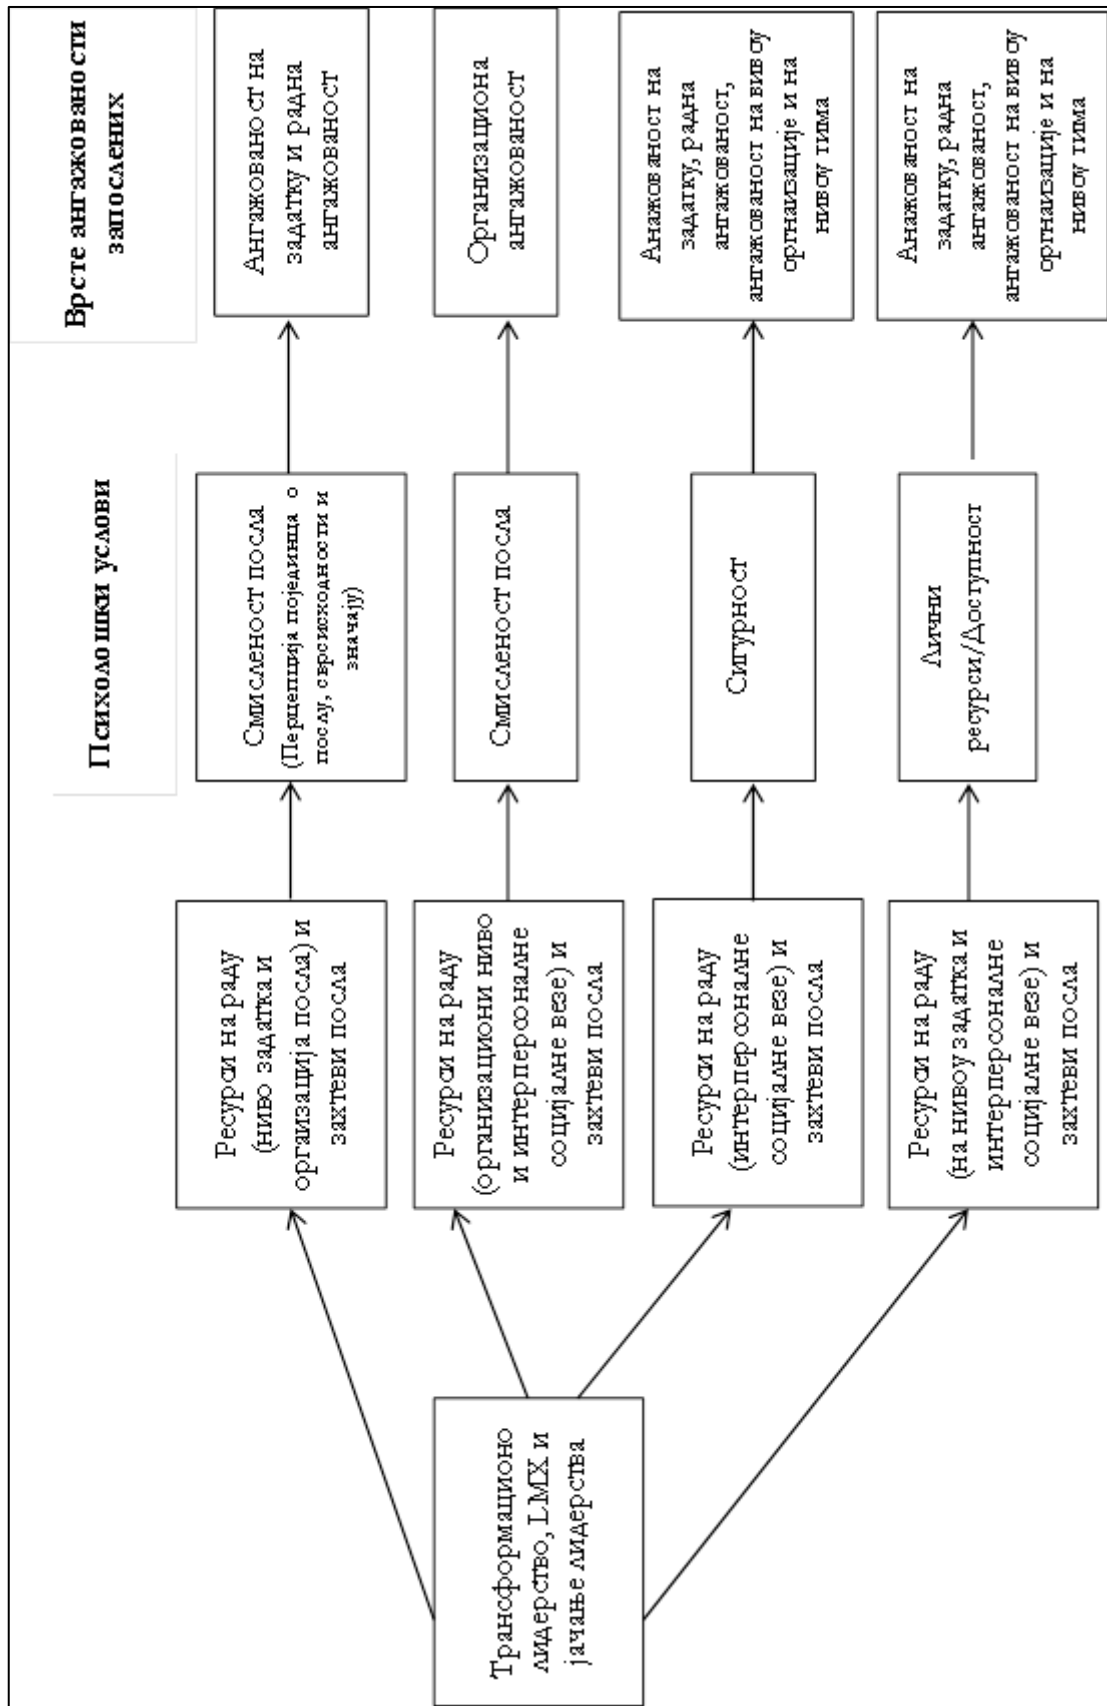 Психолошки услови
Врсте ангажованости
запослених
Трансформационо
лидерство, LMX и
јачање лидерства
Ресурси на раду
(ниво задатка и
организација посла) и
захтеви посла
Смисленост посла
(Перцепција појединца о
послу, сврсисходности и
значају)
Ангажованост на
задатку и радна
ангажованост
Ресурси на раду
(организациони ниво
и интерперсоналне
социјалне везе) и
захтеви посла
Смисленост посла
Организациона
ангажованост
Ресурси на раду
(интерперсоналне
социјалне везе) и
захтеви посла
Сигурност
Анажованост на
задатку, радна
ангажованост,
ангажованост на вивоу
оргнаизације и на
нивоу тима
Ресурси на раду
(на нивоу задатка и
интерперсоналне
социјалне везе) и
захтеви посла
Лични
ресурси/Доступност
Анажованост на
задатку, радна
ангажованост,
ангажованост на вивоу
оргнаизације и на
нивоу тима